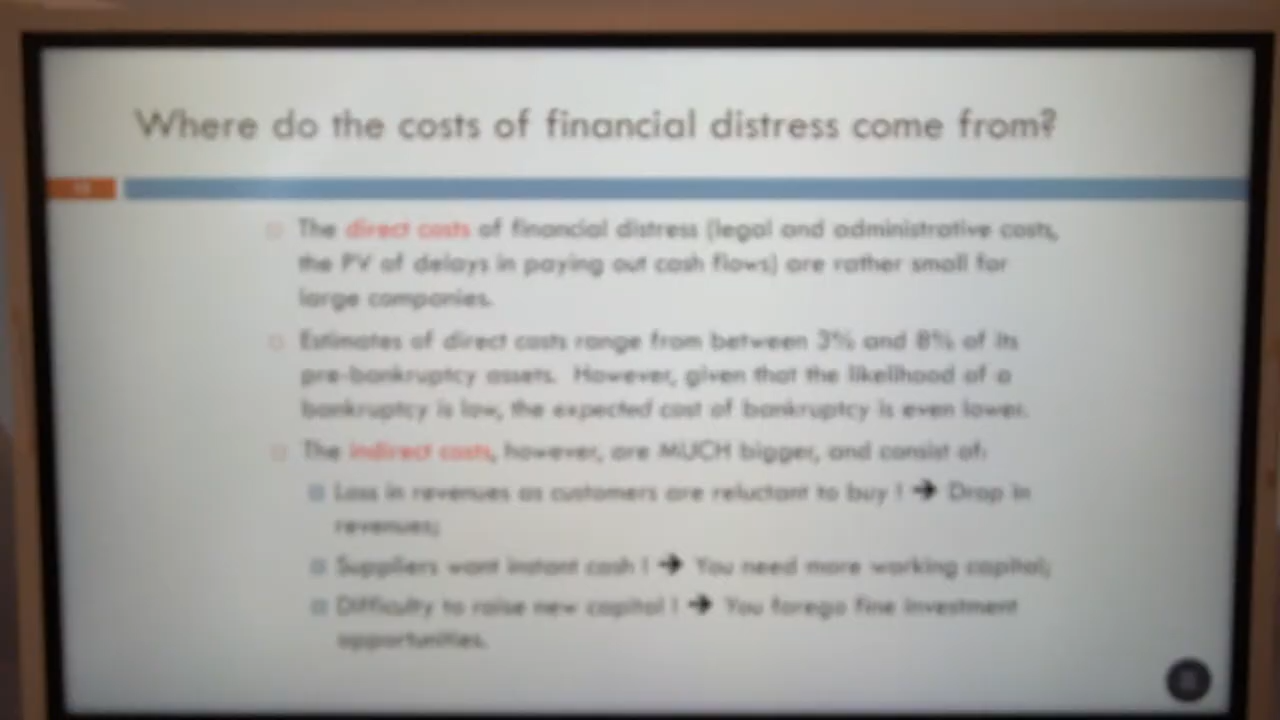 Where do the costs of financial distress come from?
The direct costs of financial distress (legal and administrative costs,
the PV of delays in paying out cash flows) are rather small for
large companies.
Estimates of direct costs range from between 3% and 8% of its
pre-bankruptcy assets. However, given that the likelihood of a
bankruptcy is low, the expected cost of bankruptcy is even lower.
The indirect costs, however, are MUCH bigger, and consist of:
Loss in revenues as customers are reluctant to buy ! → Drop in
revenues;
Suppliers want instant cash ! → You need more working capital;
Difficulty to raise new capital ! → You forego fine investment
opportunities.